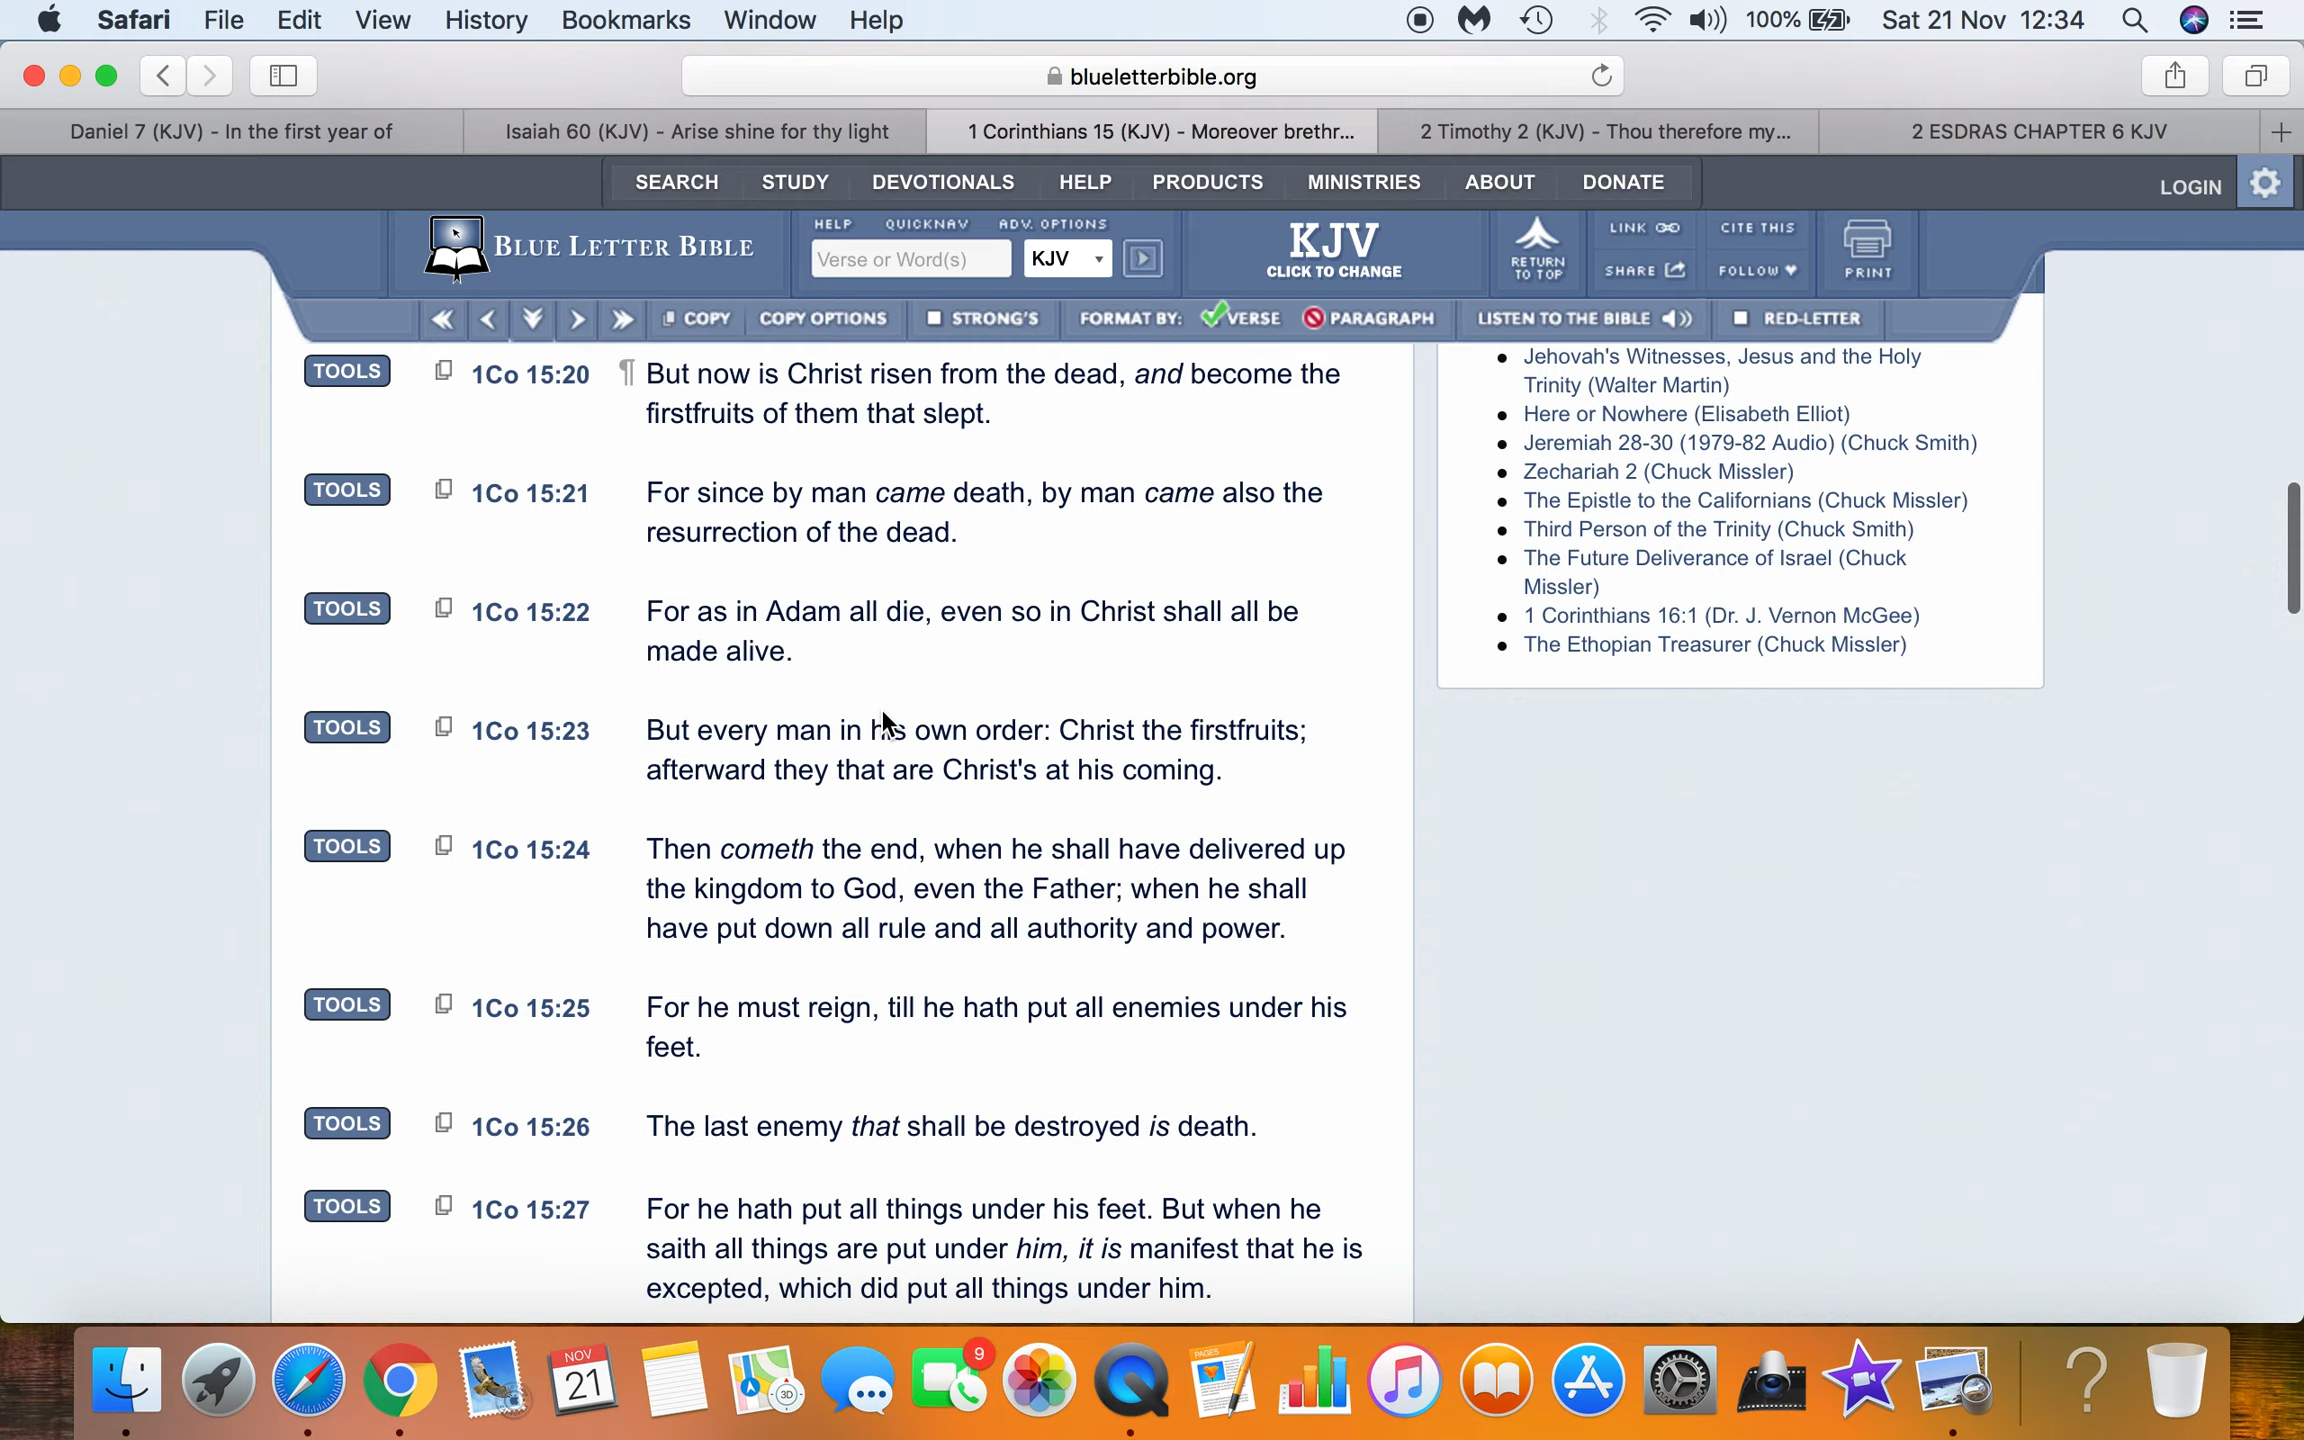 Safari File Edit View History Bookmarks Window Help 100% Sat 21 Nov 12:34
blueletterbible.org
Daniel 7 (KJV) - In the first year of
Isaiah 60 (KJV) - Arise shine for thy light
1 Corinthians 15 (KJV) - Moreover brethr...
2 Timothy 2 (KJV) - Thou therefore my...
2 ESDRAS CHAPTER 6 KJV
SEARCH STUDY DEVOTIONALS HELP PRODUCTS MINISTRIES ABOUT DONATE
LOGIN
BLUE LETTER BIBLE
HELP QUICKNAV ADV. OPTIONS
Verse or Word(s) KJV
KJV
CLICK TO CHANGE
RETURN
TO TOP
LINK CITE THIS
SHARE FOLLOW
PRINT
COPY COPY OPTIONS STRONG'S FORMAT BY: VERSE PARAGRAPH LISTEN TO THE BIBLE RED-LETTER
TOOLS 1Co 15:20 ¶ But now is Christ risen from the dead, and become the
firstfruits of them that slept.
TOOLS 1Co 15:21 For since by man came death, by man came also the
resurrection of the dead.
TOOLS 1Co 15:22 For as in Adam all die, even so in Christ shall all be
made alive.
TOOLS 1Co 15:23 But every man in his own order: Christ the firstfruits;
afterward they that are Christ's at his coming.
TOOLS 1Co 15:24 Then cometh the end, when he shall have delivered up
the kingdom to God, even the Father; when he shall
have put down all rule and all authority and power.
TOOLS 1Co 15:25 For he must reign, till he hath put all enemies under his
feet.
TOOLS 1Co 15:26 The last enemy that shall be destroyed is death.
TOOLS 1Co 15:27 For he hath put all things under his feet. But when he
saith all things are put under him, it is manifest that he is
excepted, which did put all things under him.
Jehovah's Witnesses, Jesus and the Holy
Trinity (Walter Martin)
Here or Nowhere (Elisabeth Elliot)
Jeremiah 28-30 (1979-82 Audio) (Chuck Smith)
Zechariah 2 (Chuck Missler)
The Epistle to the Californians (Chuck Missler)
Third Person of the Trinity (Chuck Smith)
The Future Deliverance of Israel (Chuck
Missler)
1 Corinthians 16:1 (Dr. J. Vernon McGee)
The Ethopian Treasurer (Chuck Missler)
NOV
21
3D
9
PAGES